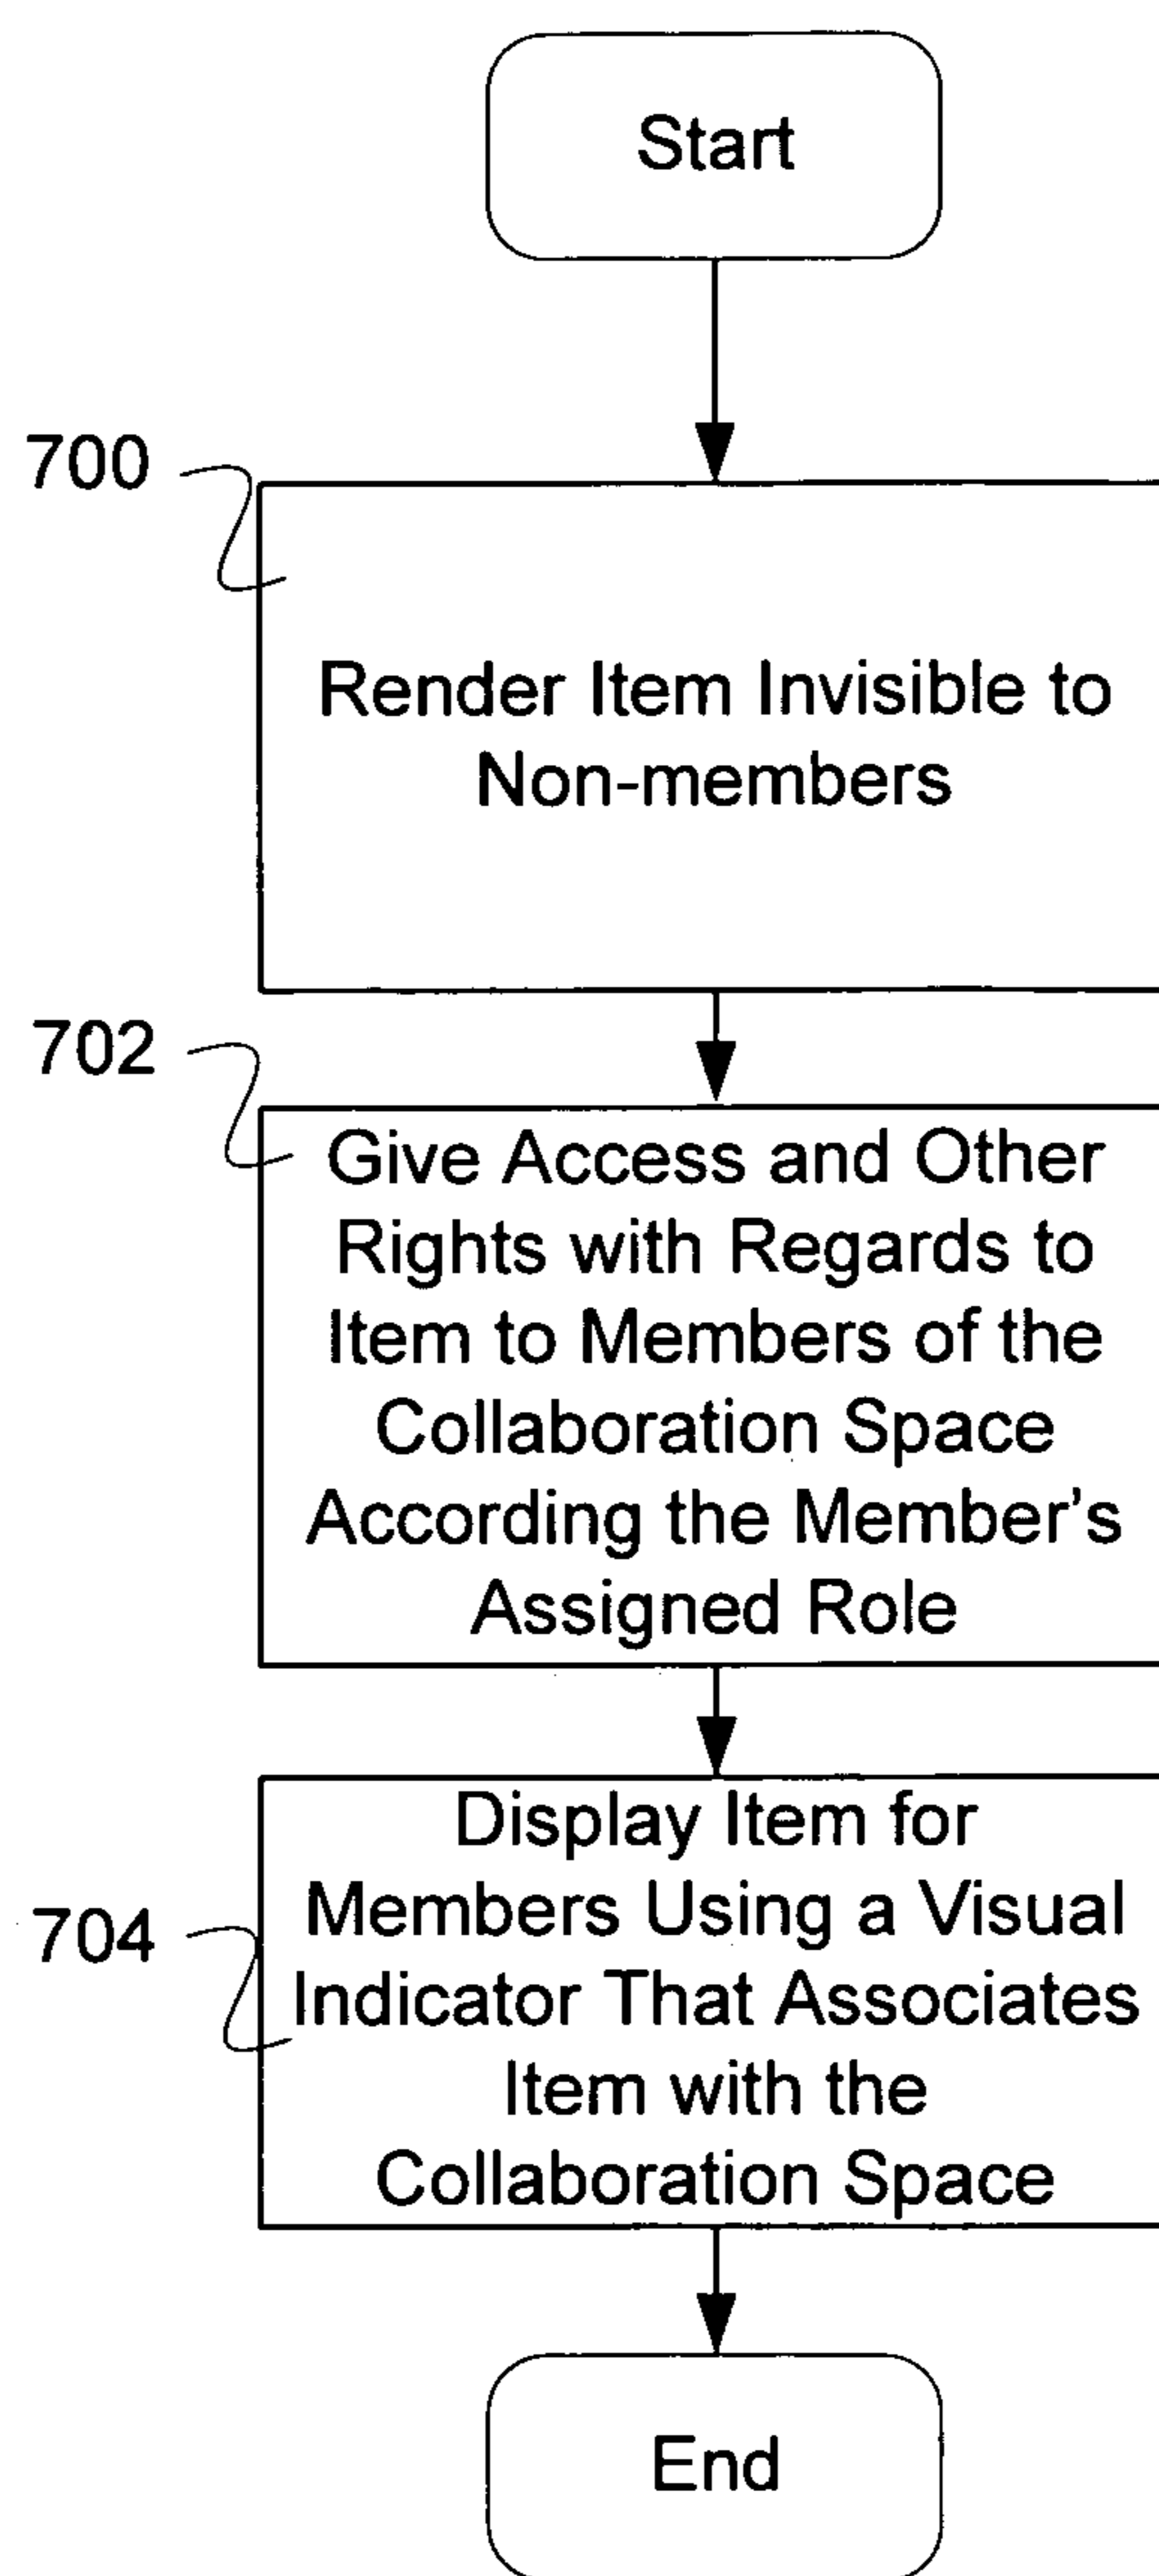 Start
700
Render Item Invisible to
Non-members
702
Give Access and Other
Rights with Regards to
Item to Members of the
Collaboration Space
According the Member's
Assigned Role
704
Display Item for
Members Using a Visual
Indicator That Associates
Item with the
Collaboration Space
End